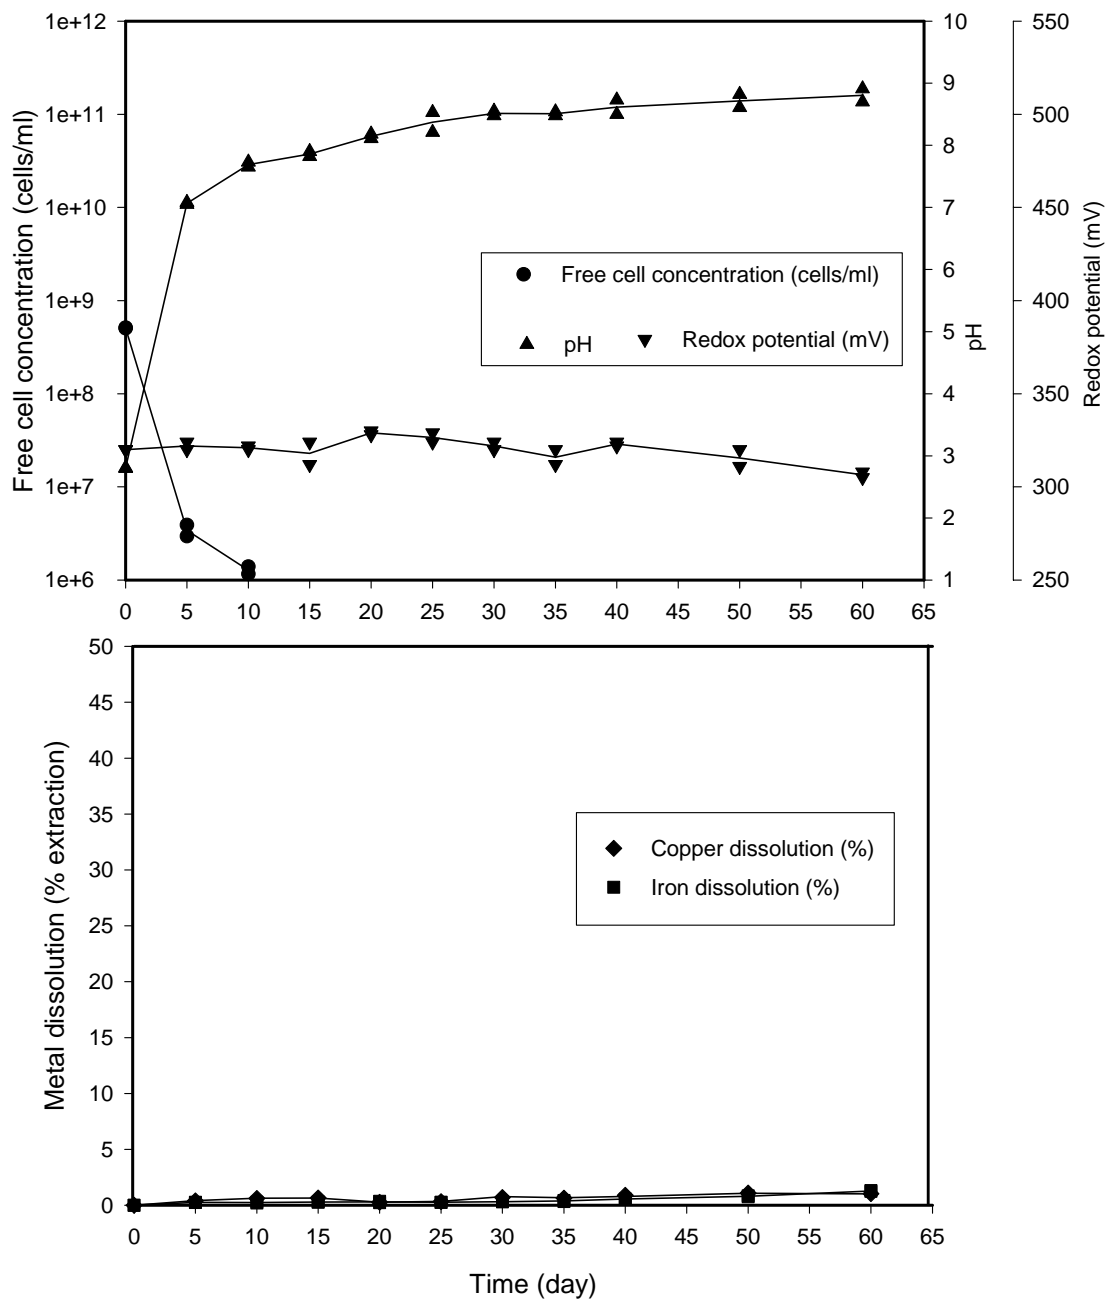 Free cell concentration (cells/ml)
1e+12
1e+11
1e+10
1e+9
1e+8
1e+7
1e+6
10
9
8
7
6
5
4
3
2
1
pH
550
500
450
400
350
300
250
Redox potential (mV)
Free cell concentration (cells/ml)
pH Redox potential (mV)
0 5 10 15 20 25 30 35 40 45 50 55 60 65
Metal dissolution (% extraction)
50
45
40
35
30
25
20
15
10
5
0
Copper dissolution (%)
Iron dissolution (%)
0 5 10 15 20 25 30 35 40 45 50 55 60 65
Time (day)